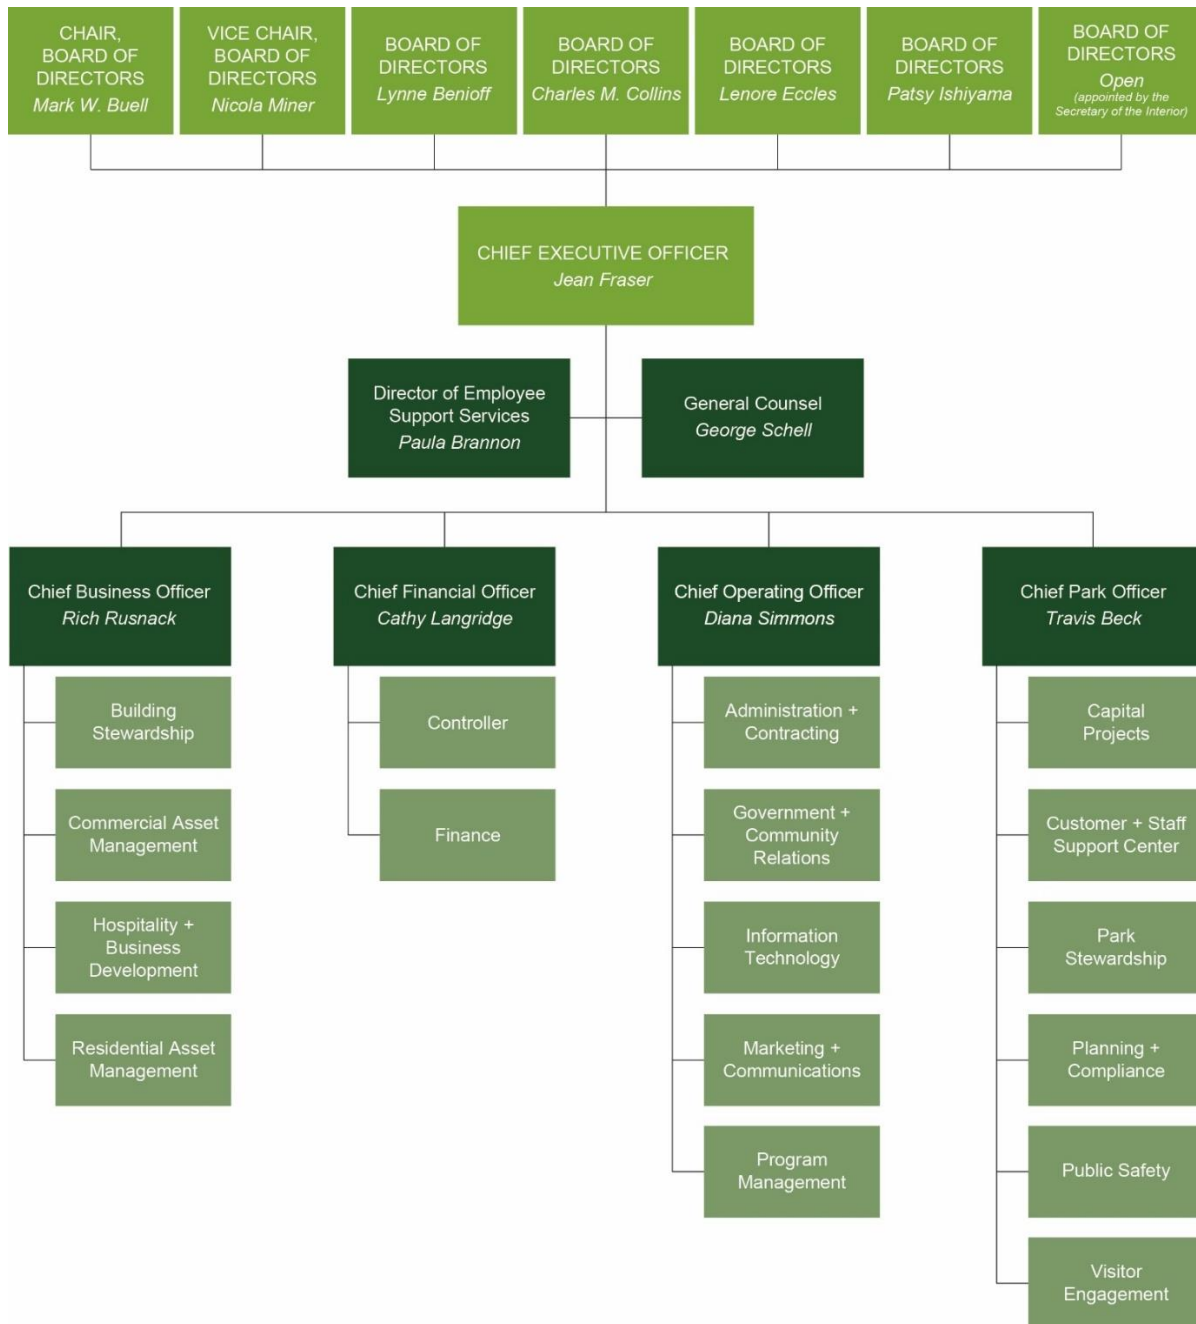 CHAIR,
BOARD OF
DIRECTORS
Mark W. Buell
VICE CHAIR,
BOARD OF
DIRECTORS
Nicola Miner
BOARD OF
DIRECTORS
Lynne Benioff
BOARD OF
DIRECTORS
Charles M. Collins
BOARD OF
DIRECTORS
Lenore Eccles
BOARD OF
DIRECTORS
Patsy Ishiyama
BOARD OF
DIRECTORS
Open
(appointed by the
Secretary of the Interior)
CHIEF EXECUTIVE OFFICER
Jean Fraser
Director of Employee
Support Services
Paula Brannon
General Counsel
George Schell
Chief Business Officer
Rich Rusnack
Building
Stewardship
Commercial Asset
Management
Hospitality +
Business
Development
Residential Asset
Management
Chief Financial Officer
Cathy Langridge
Controller
Finance
Chief Operating Officer
Diana Simmons
Administration +
Contracting
Government +
Community
Relations
Information
Technology
Marketing +
Communications
Program
Management
Chief Park Officer
Travis Beck
Capital
Projects
Customer + Staff
Support Center
Park
Stewardship
Planning +
Compliance
Public Safety
Visitor
Engagement